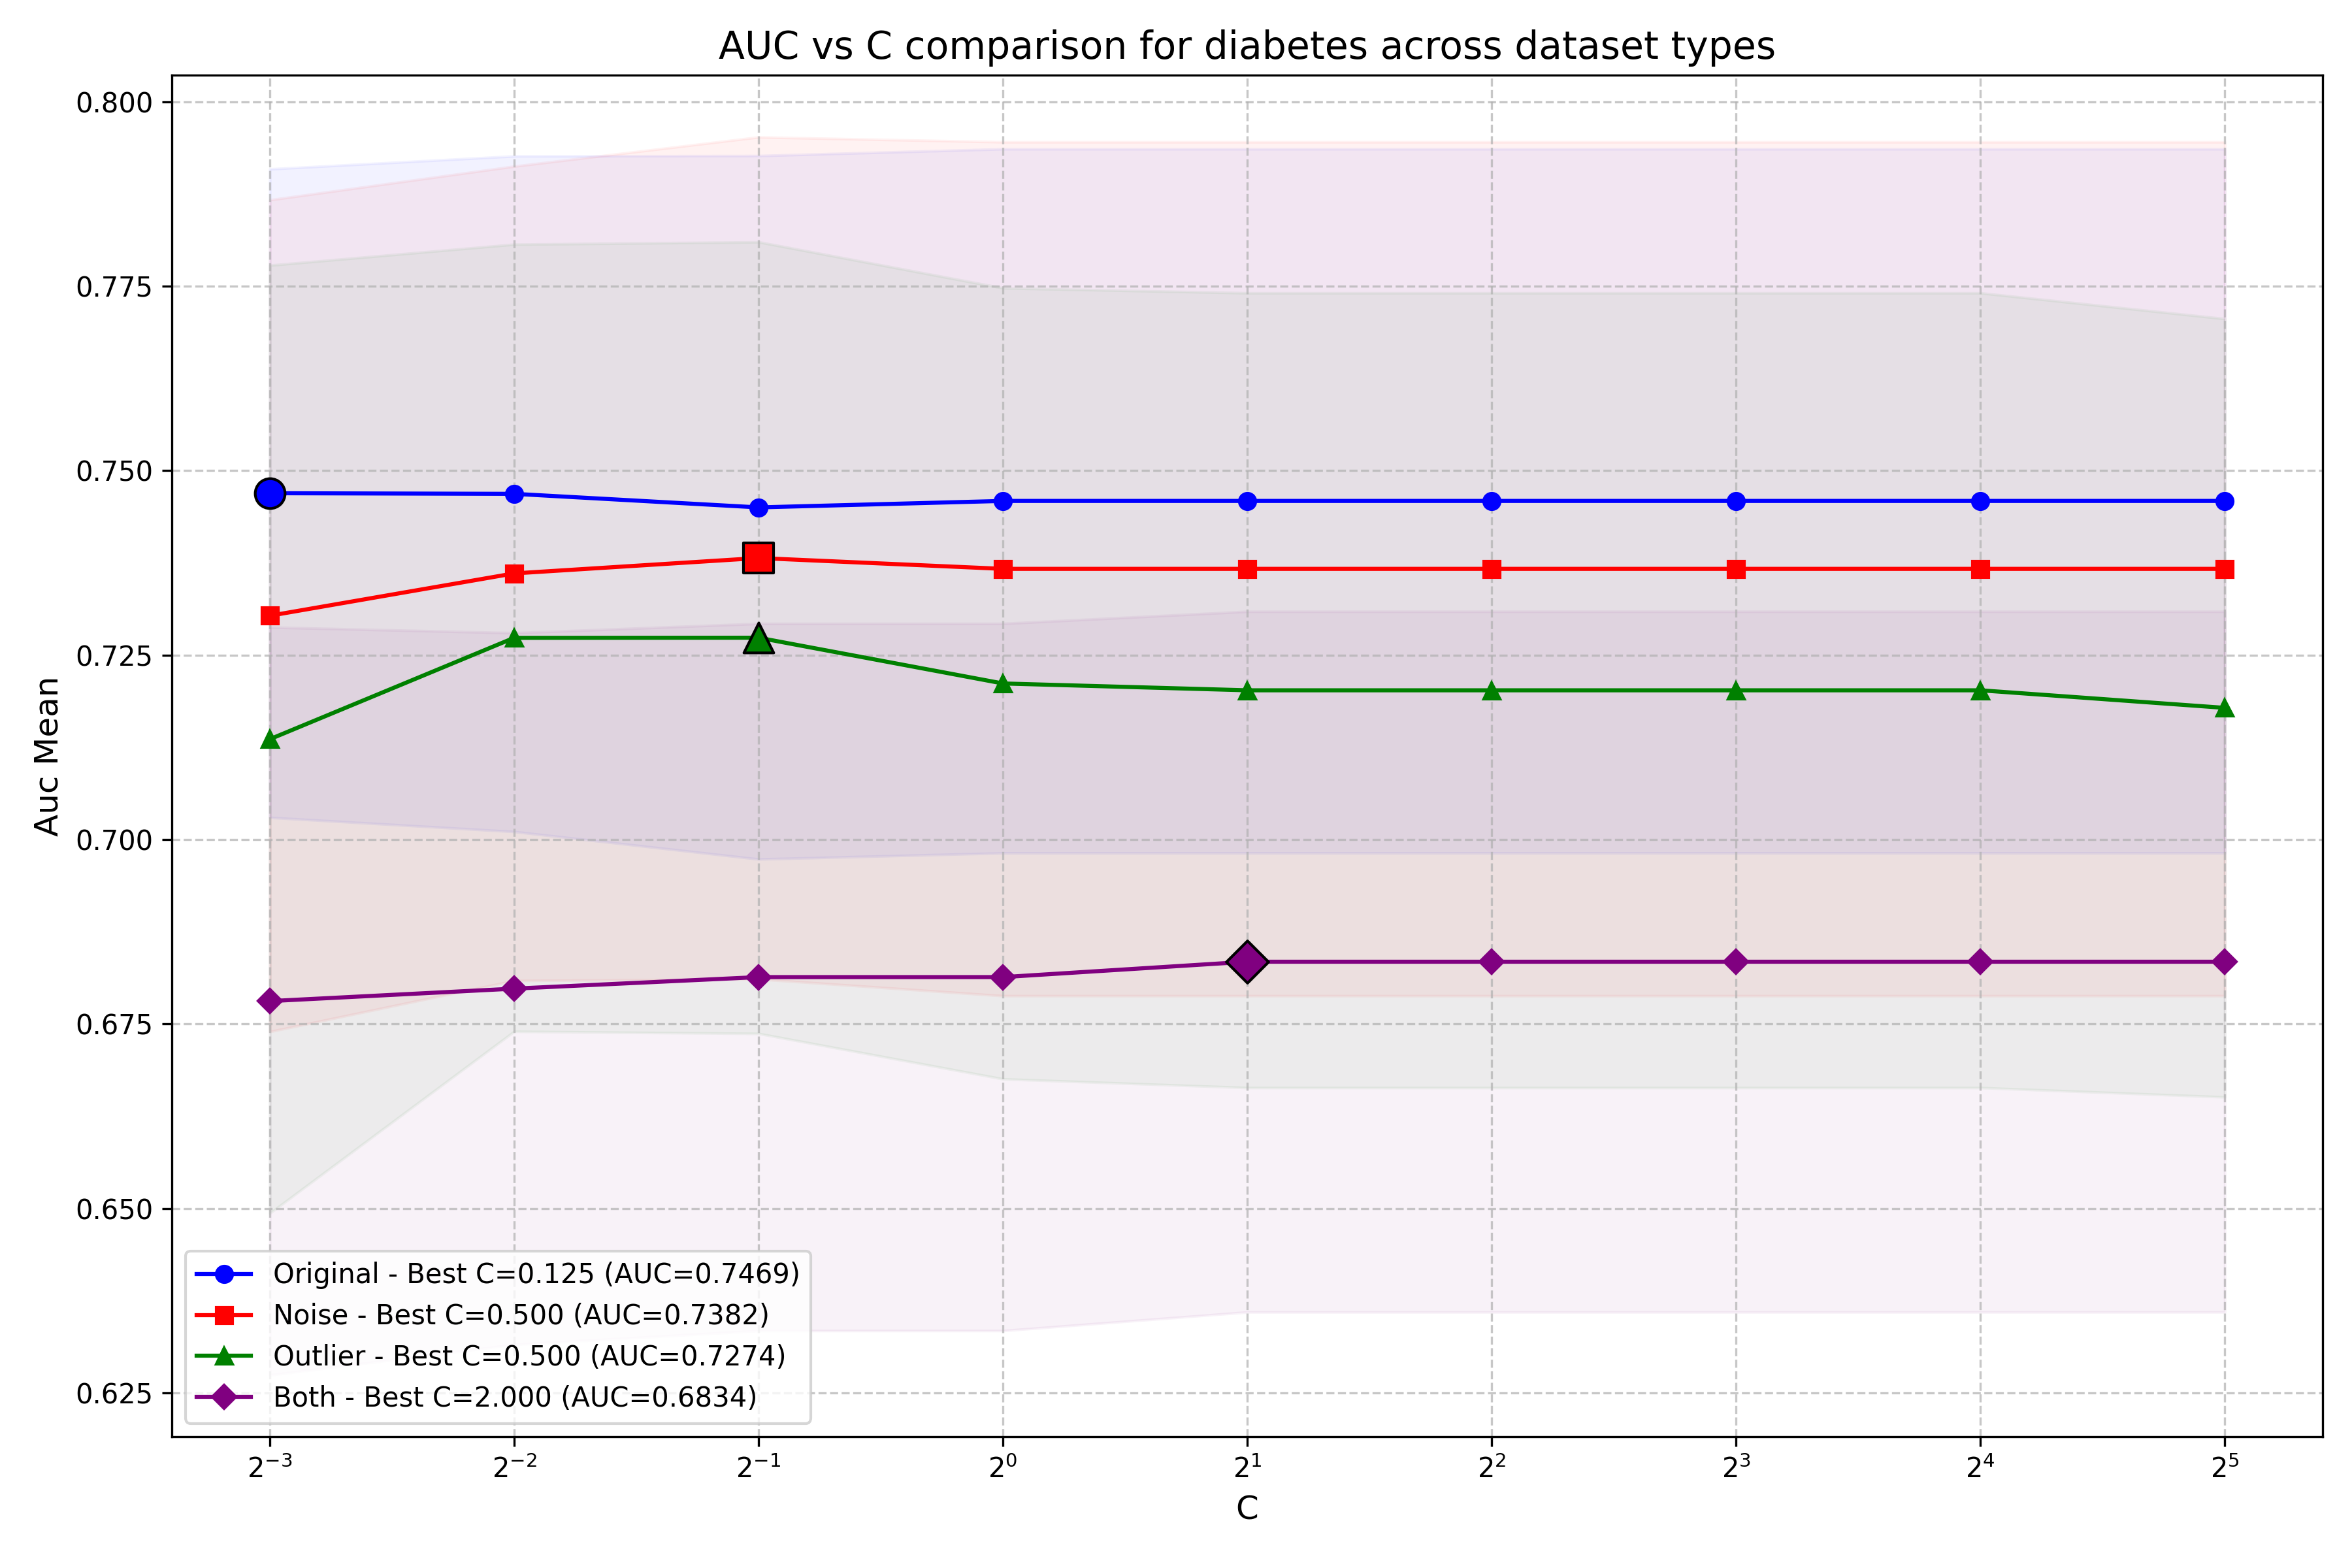 AUC vs C comparison for diabetes across dataset types
0.800
0.775
0.750
0.725
0.700
0.675
0.650
0.625
Auc Mean
Original - Best C=0.125 (AUC=0.7469)
Noise - Best C=0.500 (AUC=0.7382)
Outlier - Best C=0.500 (AUC=0.7274)
Both - Best C=2.000 (AUC=0.6834)
2⁻³ 2⁻² 2⁻¹ 2⁰ 2¹ 2² 2³ 2⁴ 2⁵
C